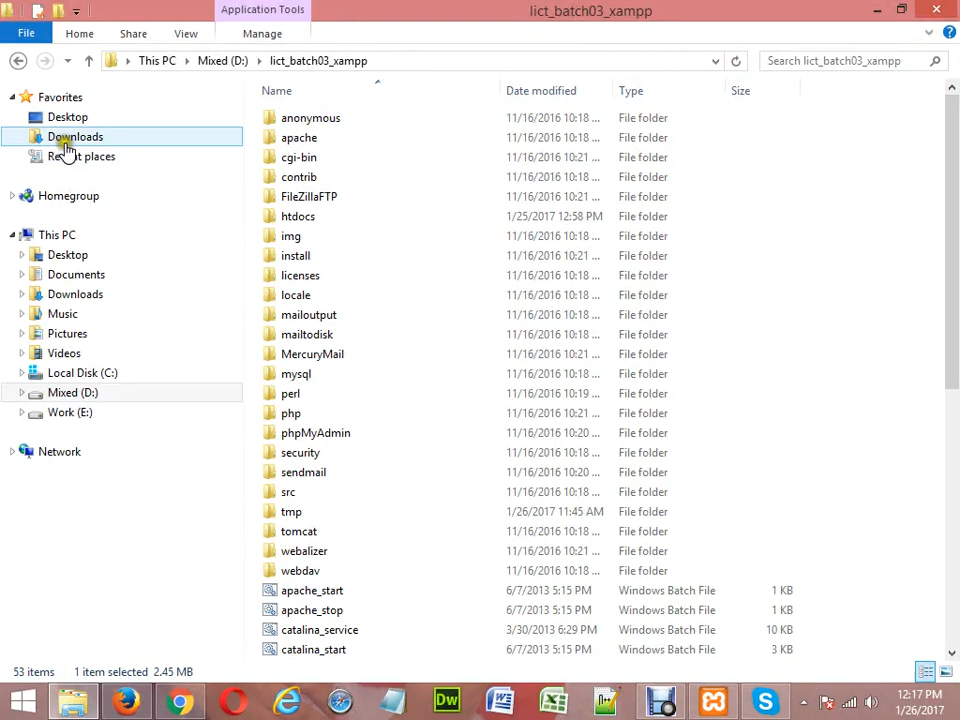 Application Tools
lict_batch03_xampp
File
Home
Share
View
Manage
This PC
Mixed (D:)
lict_batch03_xampp
Search lict_batch03_xampp
Favorites
Desktop
Downloads
places
Homegroup
This PC
Desktop
Documents
Downloads
Music
Pictures
Videos
Local Disk (C:)
Mixed (D:)
Work (E:)
Network
Name Date modified Type Size
anonymous 11/16/2016 10:18 ... File folder
apache 11/16/2016 10:18 ... File folder
cgi-bin 11/16/2016 10:21 ... File folder
contrib 11/16/2016 10:18 ... File folder
FileZillaFTP 11/16/2016 10:21 ... File folder
htdocs 1/25/2017 12:58 PM File folder
img 11/16/2016 10:18 ... File folder
install 11/16/2016 10:21 ... File folder
licenses 11/16/2016 10:18 ... File folder
locale 11/16/2016 10:18 ... File folder
mailoutput 11/16/2016 10:18 ... File folder
mailtodisk 11/16/2016 10:18 ... File folder
MercuryMail 11/16/2016 10:18 ... File folder
mysql 11/16/2016 10:18 ... File folder
perl 11/16/2016 10:19 ... File folder
php 11/16/2016 10:21 ... File folder
phpMyAdmin 11/16/2016 10:20 ... File folder
security 11/16/2016 10:18 ... File folder
sendmail 11/16/2016 10:20 ... File folder
src 11/16/2016 10:18 ... File folder
tmp 1/26/2017 11:45 AM File folder
tomcat 11/16/2016 10:18 ... File folder
webalizer 11/16/2016 10:21 ... File folder
webdav 11/16/2016 10:18 ... File folder
apache_start 6/7/2013 5:15 PM Windows Batch File 1 KB
apache_stop 6/7/2013 5:15 PM Windows Batch File 1 KB
catalina_service 3/30/2013 6:29 PM Windows Batch File 10 KB
catalina_start 6/7/2013 5:15 PM Windows Batch File 3 KB
53 items 1 item selected 2.45 MB
Dw
12:17 PM
1/26/2017